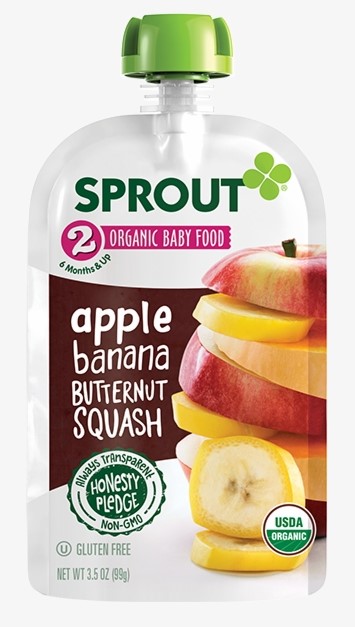 SPROUT®
2 ORGANIC BABY FOOD
6 Months & Up
apple
banana
BUTTERNUT
SQUASH
ALWAYS TRANSPARENT
HONESTY
PLEDGE
NON-GMO
USDA
ORGANIC
U GLUTEN FREE
NET WT 3.5 OZ (99g)